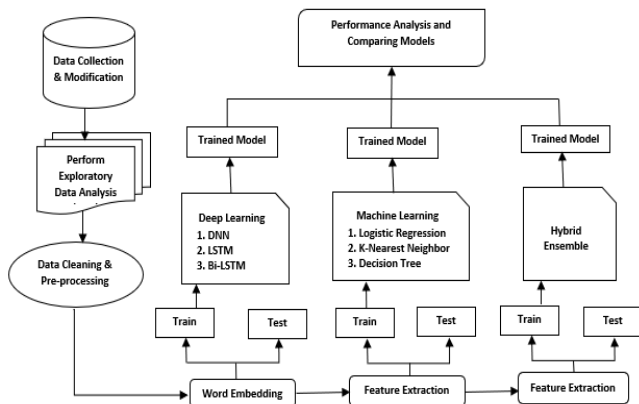 Performance Analysis and
Comparing Models
Data Collection
& Modification
Perform
Exploratory
Data Analysis
Data Cleaning &
Pre-processing
Trained Model
Trained Model
Trained Model
Deep Learning
1. DNN
2. LSTM
3. Bi-LSTM
Machine Learning
1. Logistic Regression
2. K-Nearest Neighbor
3. Decision Tree
Hybrid
Ensemble
Train
Test
Train
Test
Train
Test
Word Embedding
Feature Extraction
Feature Extraction